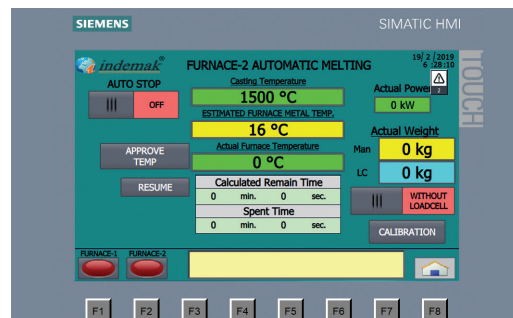 SIEMENS
SIMATIC HMI
TOUCH
indemak®
FURNACE-2 AUTOMATIC MELTING
19/ 2 /2019
6 :28:10
AUTO STOP
OFF
Casting Temperature
1500 °C
ESTIMATED FURNACE METAL TEMP.
16 °C
Actual Furnace Temperature
0 °C
Actual Power
2
0 kW
Actual Weight
Man
0 kg
LC
0 kg
APPROVE
TEMP
RESUME
Calculated Remain Time
0 min. 0 sec.
Spent Time
0 min. 0 sec.
WITHOUT
LOADCELL
CALIBRATION
FURNACE-1
FURNACE-2
F1
F2
F3
F4
F5
F6
F7
F8